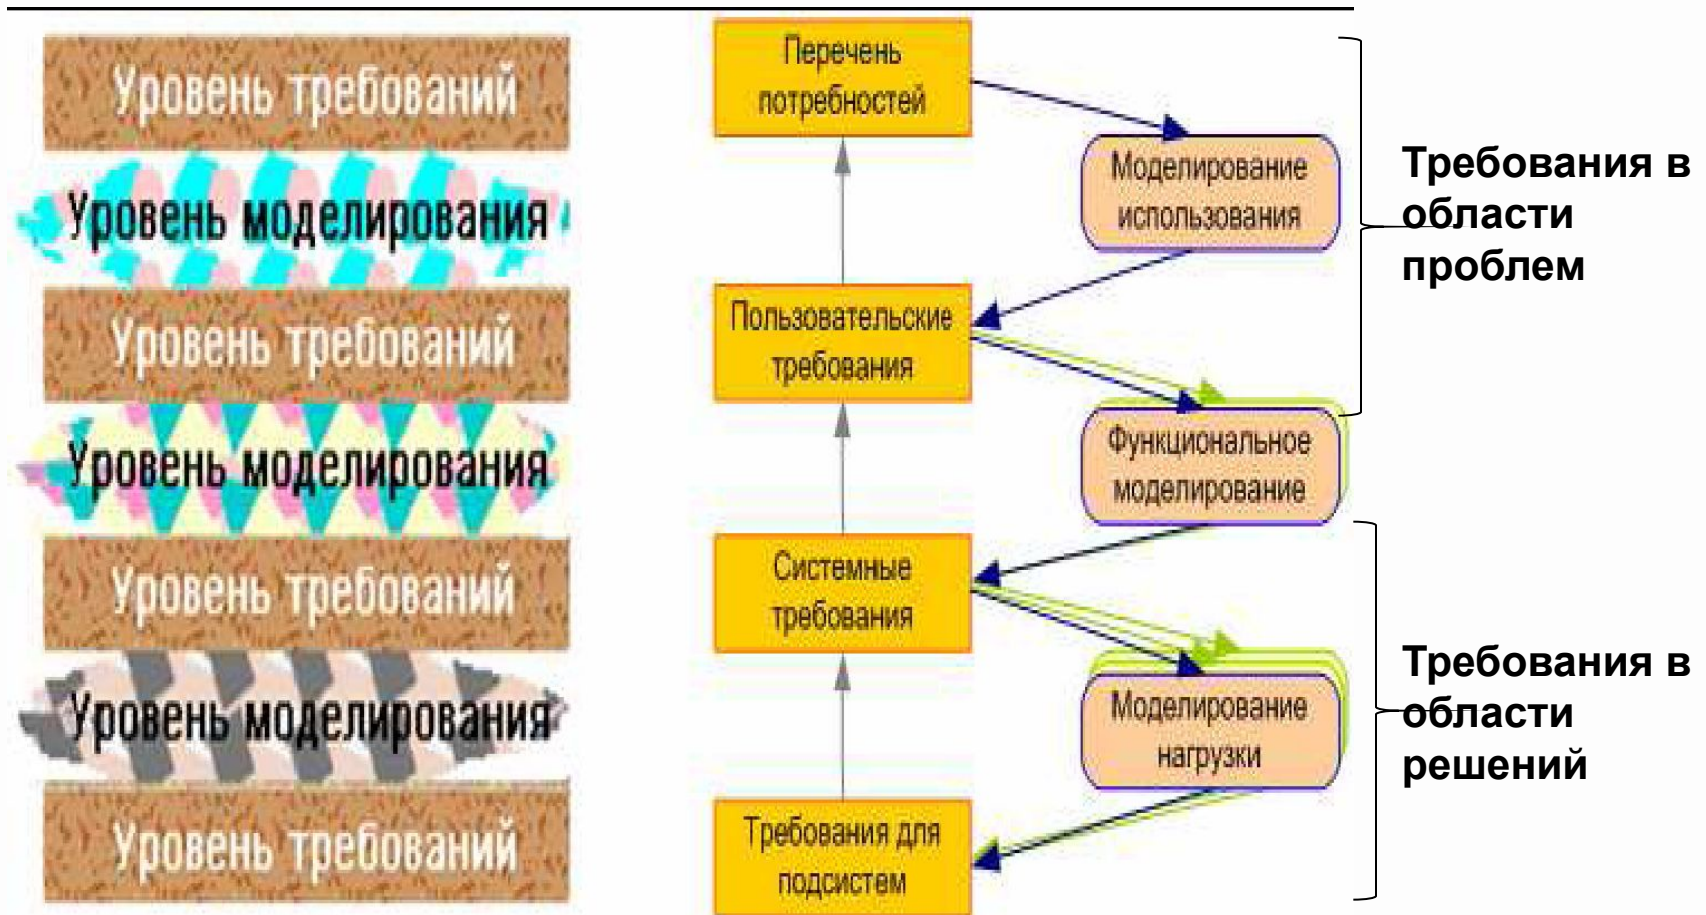 Уровень требований
Уровень моделирования
Уровень требований
Уровень моделирования
Уровень требований
Уровень моделирования
Уровень требований
Перечень
потребностей
Моделирование
использования
Пользовательские
требования
Функциональное
моделирование
Системные
требования
Моделирование
нагрузки
Требования для
подсистем
Требования в
области
проблем
Требования в
области
решений